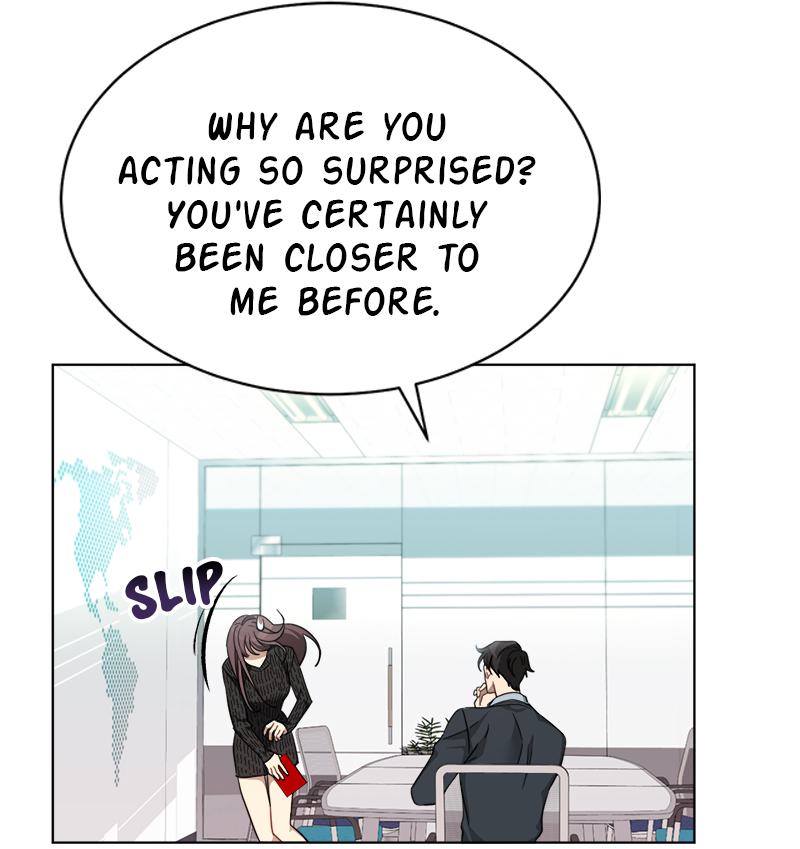 WHY ARE YOU
ACTING SO SURPRISED?
YOU'VE CERTAINLY
BEEN CLOSER TO
ME BEFORE.
SLIP